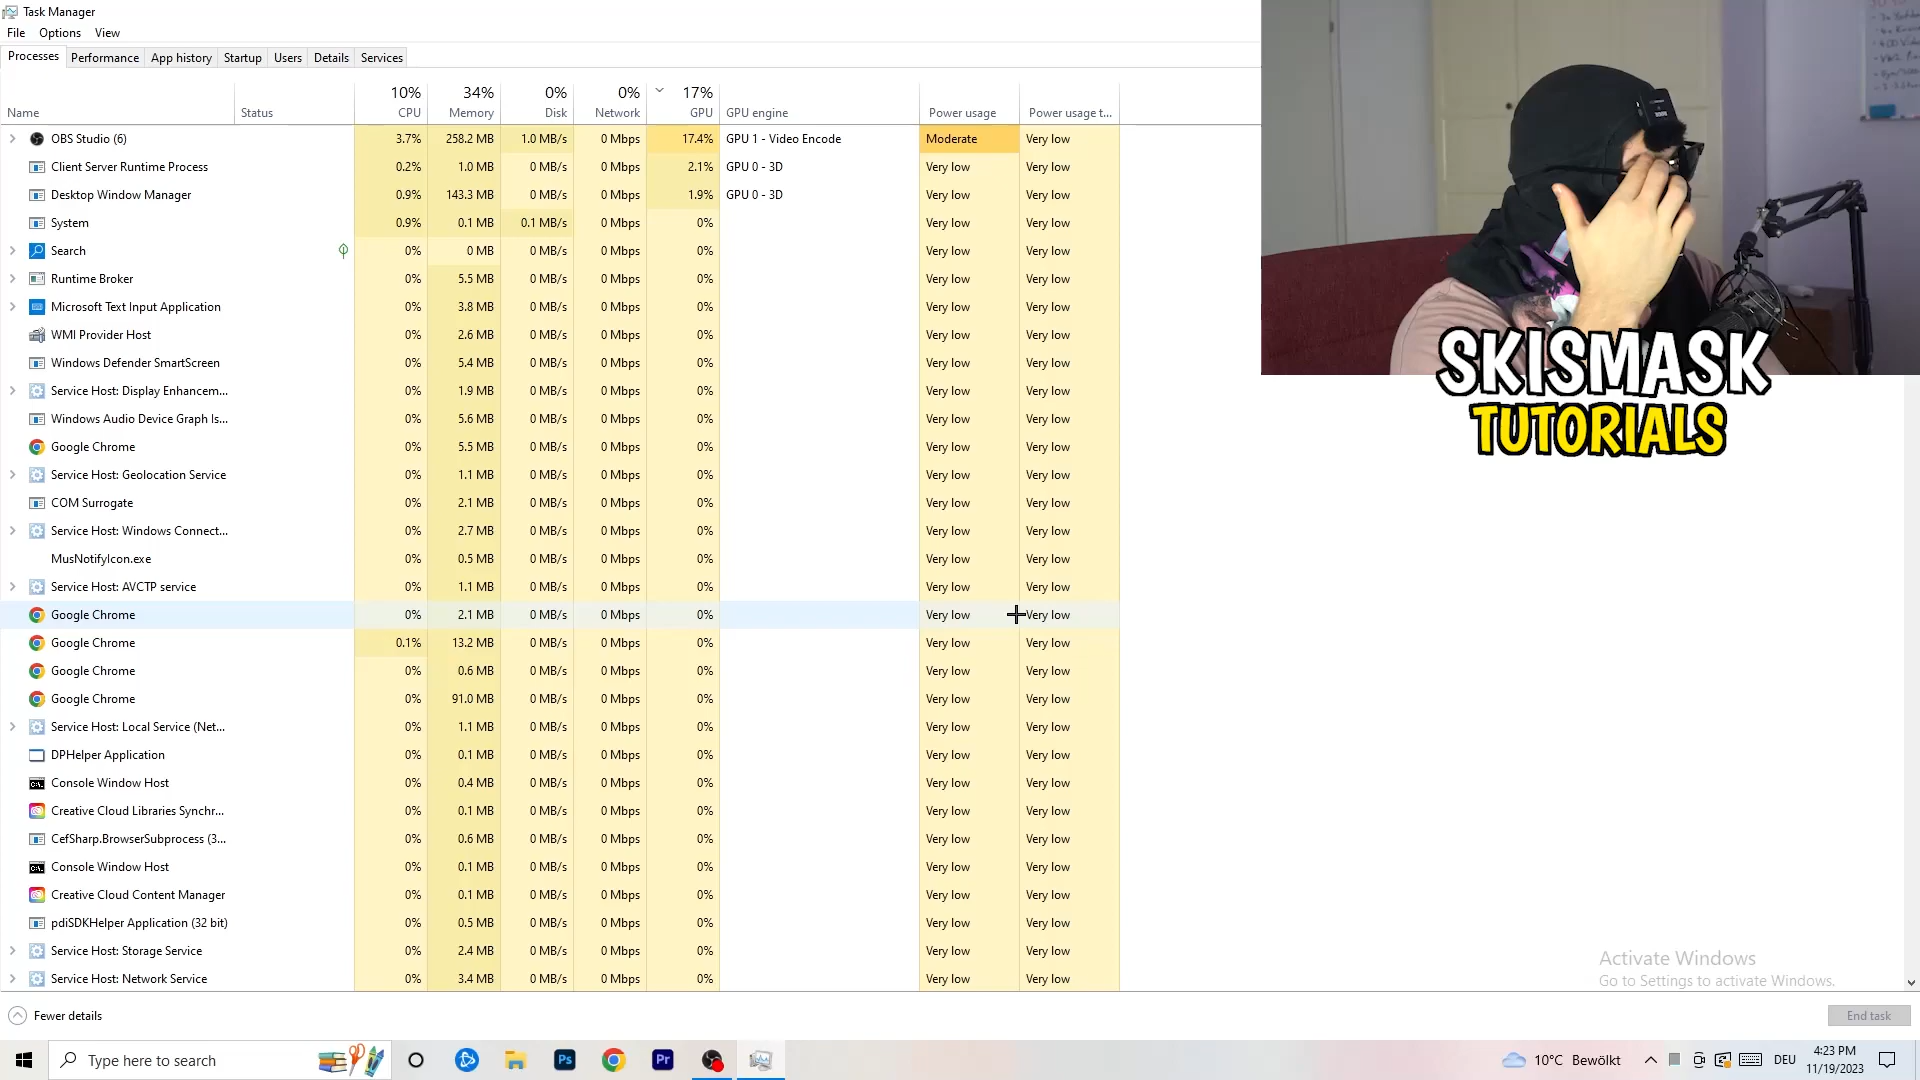 Task Manager
File Options View
Processes Performance App history Startup Users Details Services
10% 34% 0% 0% 17%
Name Status CPU Memory Disk Network GPU GPU engine Power usage Power usage t...
OBS Studio (6) 3.7% 258.2 MB 1.0 MB/s 0 Mbps 17.4% GPU 1 - Video Encode Moderate Very low
Client Server Runtime Process 0.2% 1.0 MB 0 MB/s 0 Mbps 2.1% GPU 0 - 3D Very low Very low
Desktop Window Manager 0.9% 143.3 MB 0 MB/s 0 Mbps 1.9% GPU 0 - 3D Very low Very low
System 0.9% 0.1 MB 0.1 MB/s 0 Mbps 0% Very low Very low
Search 0% 0 MB 0 MB/s 0 Mbps 0% Very low Very low
Runtime Broker 0% 5.5 MB 0 MB/s 0 Mbps 0% Very low Very low
Microsoft Text Input Application 0% 3.8 MB 0 MB/s 0 Mbps 0% Very low Very low
WMI Provider Host 0% 2.6 MB 0 MB/s 0 Mbps 0% Very low Very low
Windows Defender SmartScreen 0% 5.4 MB 0 MB/s 0 Mbps 0% Very low Very low
Service Host: Display Enhancem... 0% 1.9 MB 0 MB/s 0 Mbps 0% Very low Very low
Windows Audio Device Graph Is... 0% 5.6 MB 0 MB/s 0 Mbps 0% Very low Very low
Google Chrome 0% 5.5 MB 0 MB/s 0 Mbps 0% Very low Very low
Service Host: Geolocation Service 0% 1.1 MB 0 MB/s 0 Mbps 0% Very low Very low
COM Surrogate 0% 2.1 MB 0 MB/s 0 Mbps 0% Very low Very low
Service Host: Windows Connect... 0% 2.7 MB 0 MB/s 0 Mbps 0% Very low Very low
MusNotifyIcon.exe 0% 0.5 MB 0 MB/s 0 Mbps 0% Very low Very low
Service Host: AVCTP service 0% 1.1 MB 0 MB/s 0 Mbps 0% Very low Very low
Google Chrome 0% 2.1 MB 0 MB/s 0 Mbps 0% Very low Very low
Google Chrome 0.1% 13.2 MB 0 MB/s 0 Mbps 0% Very low Very low
Google Chrome 0% 0.6 MB 0 MB/s 0 Mbps 0% Very low Very low
Google Chrome 0% 91.0 MB 0 MB/s 0 Mbps 0% Very low Very low
Service Host: Local Service (Net... 0% 1.1 MB 0 MB/s 0 Mbps 0% Very low Very low
DPHelper Application 0% 0.1 MB 0 MB/s 0 Mbps 0% Very low Very low
Console Window Host 0% 0.4 MB 0 MB/s 0 Mbps 0% Very low Very low
Creative Cloud Libraries Synchr... 0% 0.1 MB 0 MB/s 0 Mbps 0% Very low Very low
CefSharp.BrowserSubprocess (3... 0% 0.6 MB 0 MB/s 0 Mbps 0% Very low Very low
Console Window Host 0% 0.1 MB 0 MB/s 0 Mbps 0% Very low Very low
Creative Cloud Content Manager 0% 0.1 MB 0 MB/s 0 Mbps 0% Very low Very low
pdiSDKHelper Application (32 bit) 0% 0.5 MB 0 MB/s 0 Mbps 0% Very low Very low
Service Host: Storage Service 0% 2.4 MB 0 MB/s 0 Mbps 0% Very low Very low
Service Host: Network Service 0% 3.4 MB 0 MB/s 0 Mbps 0% Very low Very low
SKISMASK
TUTORIALS
Activate Windows
Go to Settings to activate Windows.
Fewer details End task
Type here to search Ps Pr 10°C Bewölkt DEU 4:23 PM
11/19/2023